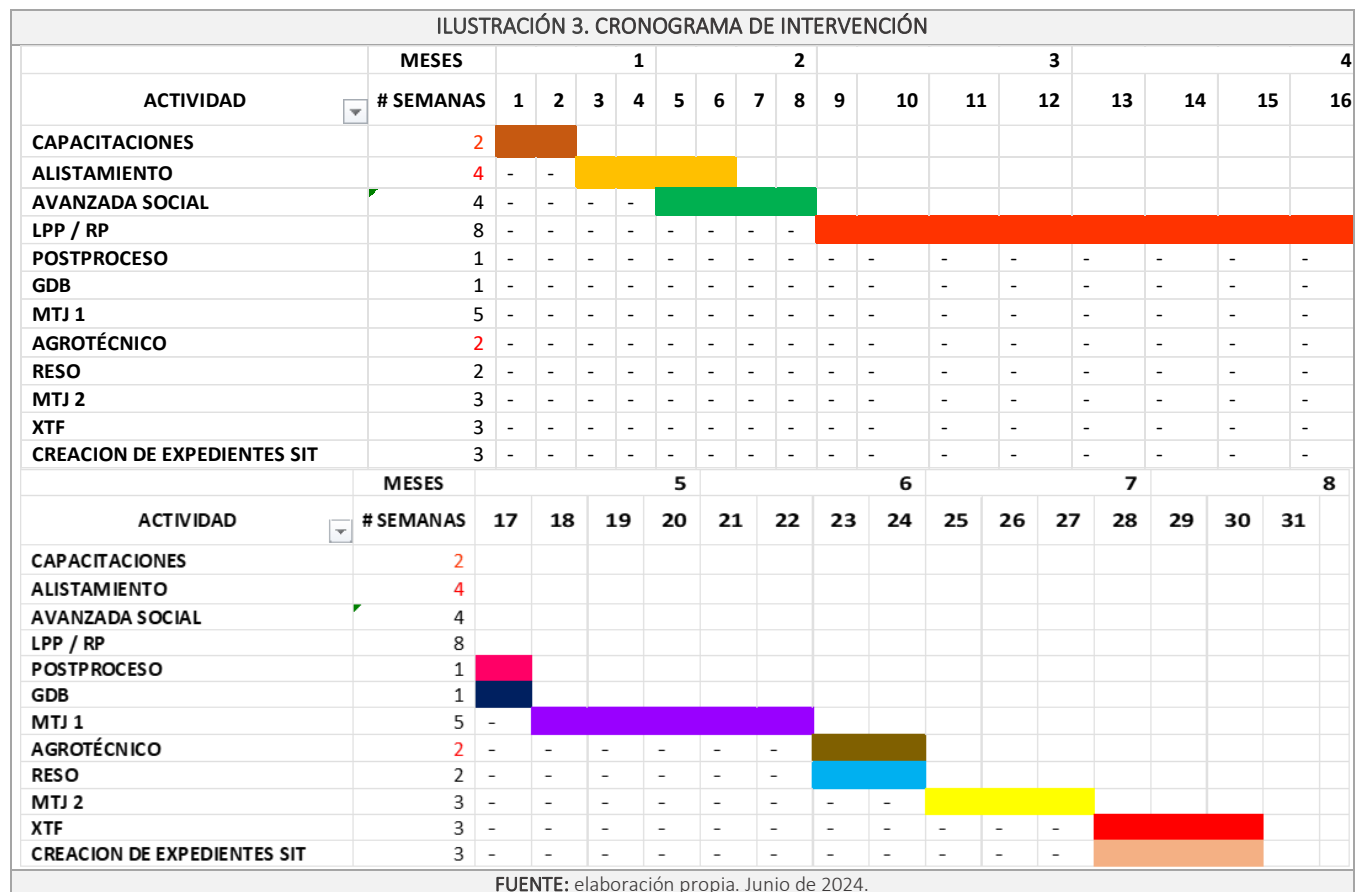 ILUSTRACIÓN 3. CRONOGRAMA DE INTERVENCIÓN
MESES 1 2 3 4
ACTIVIDAD # SEMANAS 1 2 3 4 5 6 7 8 9 10 11 12 13 14 15 16
CAPACITACIONES 2
ALISTAMIENTO 4 - -
AVANZADA SOCIAL 4 - - - -
LPP / RP 8 - - - - - - - -
POSTPROCESO 1 - - - - - - - - - - - - - - - -
GDB 1 - - - - - - - - - - - - - - - -
MTJ 1 5 - - - - - - - - - - - - - - - -
AGROTÉCNICO 2 - - - - - - - - - - - - - - - -
RESO 2 - - - - - - - - - - - - - - - -
MTJ 2 3 - - - - - - - - - - - - - - - -
XTF 3 - - - - - - - - - - - - - - - -
CREACION DE EXPEDIENTES SIT 3 - - - - - - - - - - - - - - - -
MESES 5 6 7 8
ACTIVIDAD # SEMANAS 17 18 19 20 21 22 23 24 25 26 27 28 29 30 31
CAPACITACIONES 2
ALISTAMIENTO 4
AVANZADA SOCIAL 4
LPP / RP 8
POSTPROCESO 1
GDB 1
MTJ 1 5 -
AGROTÉCNICO 2 - - - - - -
RESO 2 - - - - - -
MTJ 2 3 - - - - - - - -
XTF 3 - - - - - - - - - - -
CREACION DE EXPEDIENTES SIT 3 - - - - - - - - - - -
FUENTE: elaboración propia. Junio de 2024.